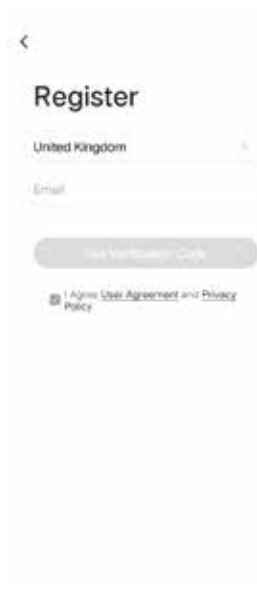 Register
United Kingdom
Email
Get Verification Code
I Agree User Agreement and Privacy
Policy